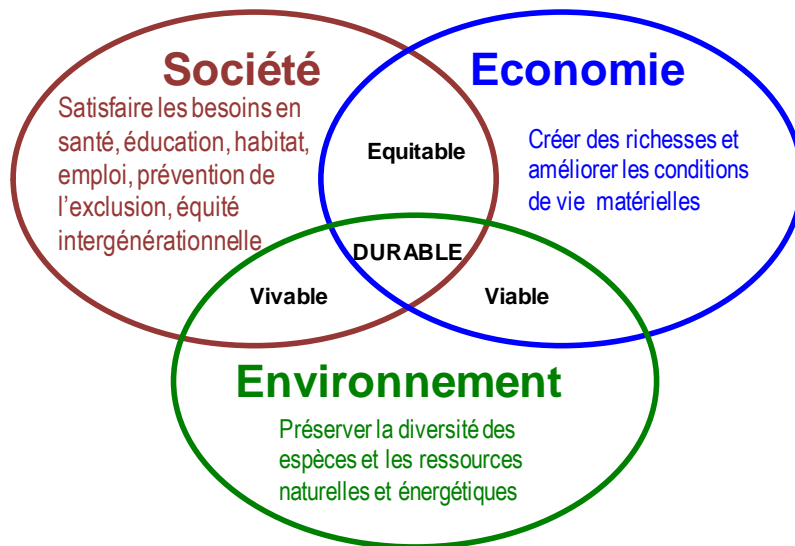 Société
Satisfaire les besoins en
santé, éducation, habitat,
emploi, prévention de
l'exclusion, équité
intergénérationnelle
Economie
Créer des richesses et
améliorer les conditions
de vie matérielles
Equitable
DURABLE
Vivable
Viable
Environnement
Préserver la diversité des
espèces et les ressources
naturelles et énergétiques